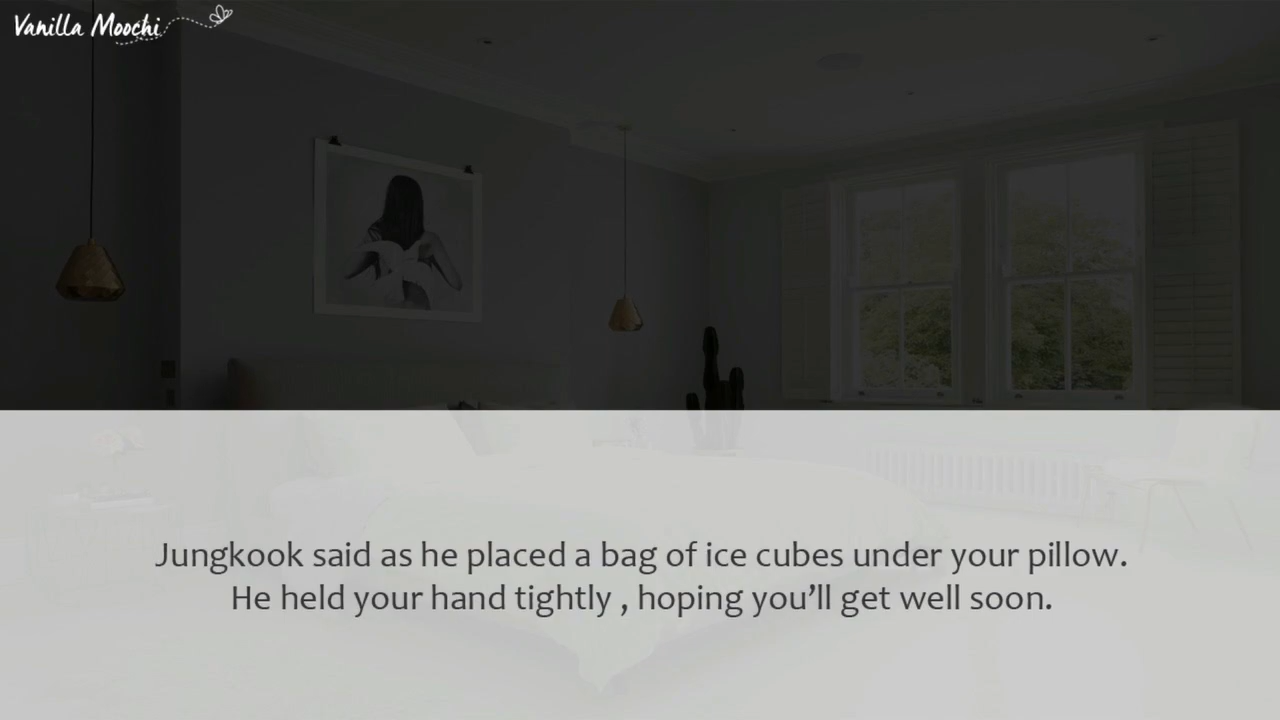 Vanilla Moochi
Jungkook said as he placed a bag of ice cubes under your pillow.
He held your hand tightly , hoping you’ll get well soon.